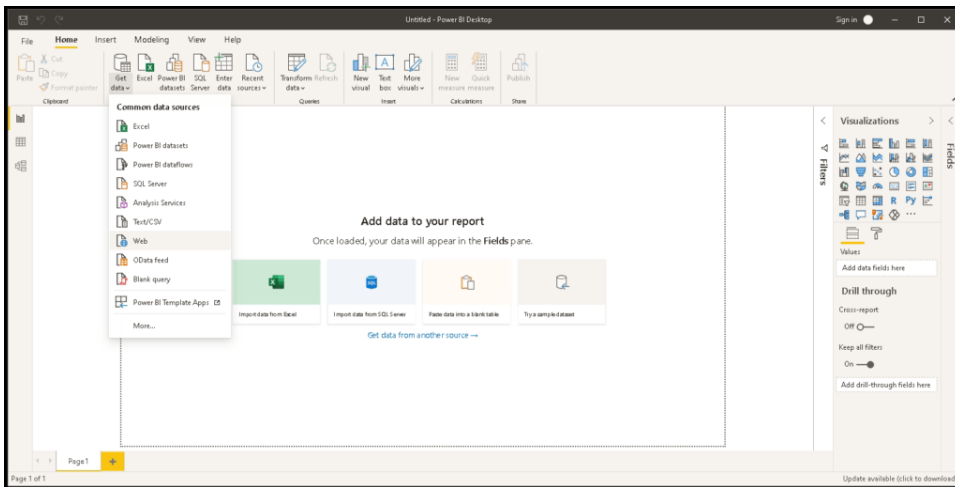 Untitled - Power BI Desktop
Sign in
File Home Insert Modeling View Help
Paste
Cut
Copy
Format painter
Clipboard
Get data
Excel
Power BI datasets
SQL Server
Enter data
Recent sources
Transform data
Refresh
Queries
New visual
Text box
More visuals
Insert
New measure
Quick measure
Calculations
Publish
Share
Common data sources
Excel
Power BI datasets
Power BI dataflows
SQL Server
Analysis Services
Text/CSV
Web
OData feed
Blank query
Power BI Template Apps
More...
Add data to your report
Once loaded, your data will appear in the Fields pane.
Import data from Excel
Import data from SQL Server
Paste data into a blank table
Try a sample dataset
Get data from another source →
Filters
Visualizations
Fields
R Py
Values
Add data fields here
Drill through
Cross-report
Off
Keep all filters
On
Add drill-through fields here
Page 1
Page 1 of 1
Update available (click to download